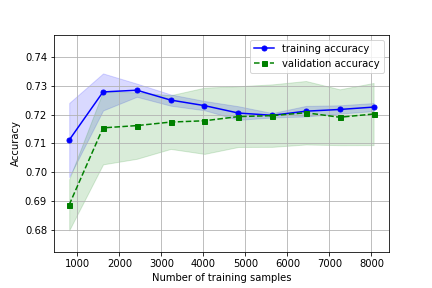 training accuracy
validation accuracy
0.74
0.73
0.72
0.71
0.70
0.69
0.68
Accuracy
1000 2000 3000 4000 5000 6000 7000 8000
Number of training samples